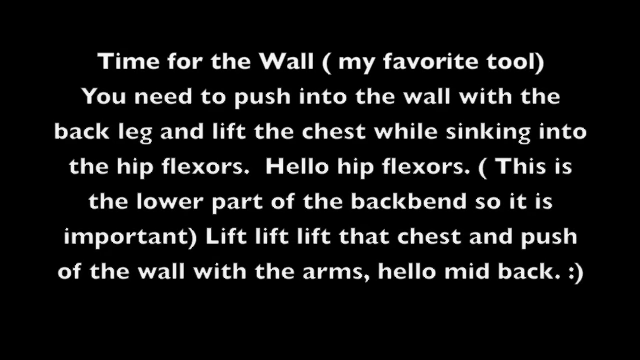 Time for the Wall ( my favorite tool)
You need to push into the wall with the
back leg and lift the chest while sinking into
the hip flexors.  Hello hip flexors. ( This is
the lower part of the backbend so it is
important) Lift lift lift that chest and push
of the wall with the arms, hello mid back. :)